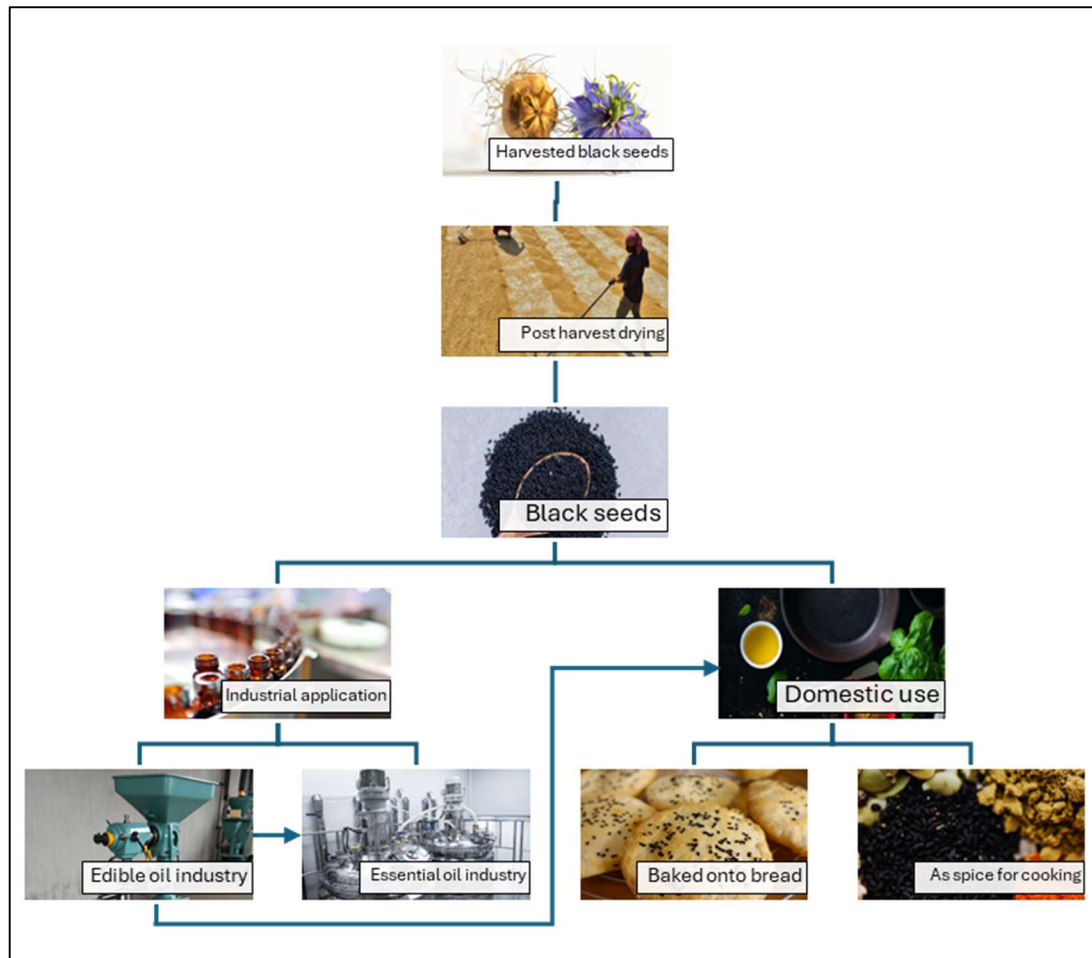 Harvested black seeds
Post harvest drying
Black seeds
Industrial application
Domestic use
Edible oil industry
Essential oil industry
Baked onto bread
As spice for cooking